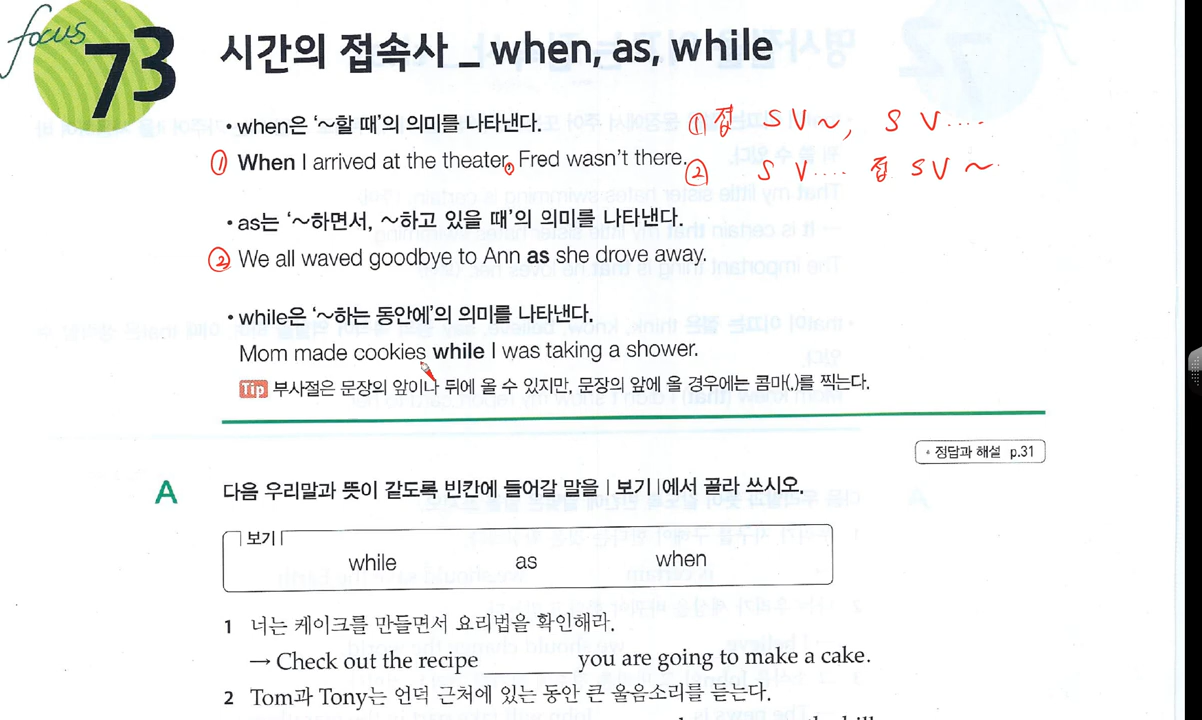 focus
73
시간의 접속사 _ when, as, while
• when은 ‘~할 때’의 의미를 나타낸다.
① 접 S V ~, S V ····
① When I arrived at the theater, Fred wasn't there.
② S V ···· 접 S V ~
• as는 ‘~하면서, ~하고 있을 때’의 의미를 나타낸다.
② We all waved goodbye to Ann as she drove away.
• while은 ‘~하는 동안에’의 의미를 나타낸다.
Mom made cookies while I was taking a shower.
Tip 부사절은 문장의 앞이나 뒤에 올 수 있지만, 문장의 앞에 올 경우에는 콤마(,)를 찍는다.
• 정답과 해설 p.31
A 다음 우리말과 뜻이 같도록 빈칸에 들어갈 말을 |보기|에서 골라 쓰시오.
|보기|
while as when
1 너는 케이크를 만들면서 요리법을 확인해라.
→ Check out the recipe ________ you are going to make a cake.
2 Tom과 Tony는 언덕 근처에 있는 동안 큰 울음소리를 듣는다.